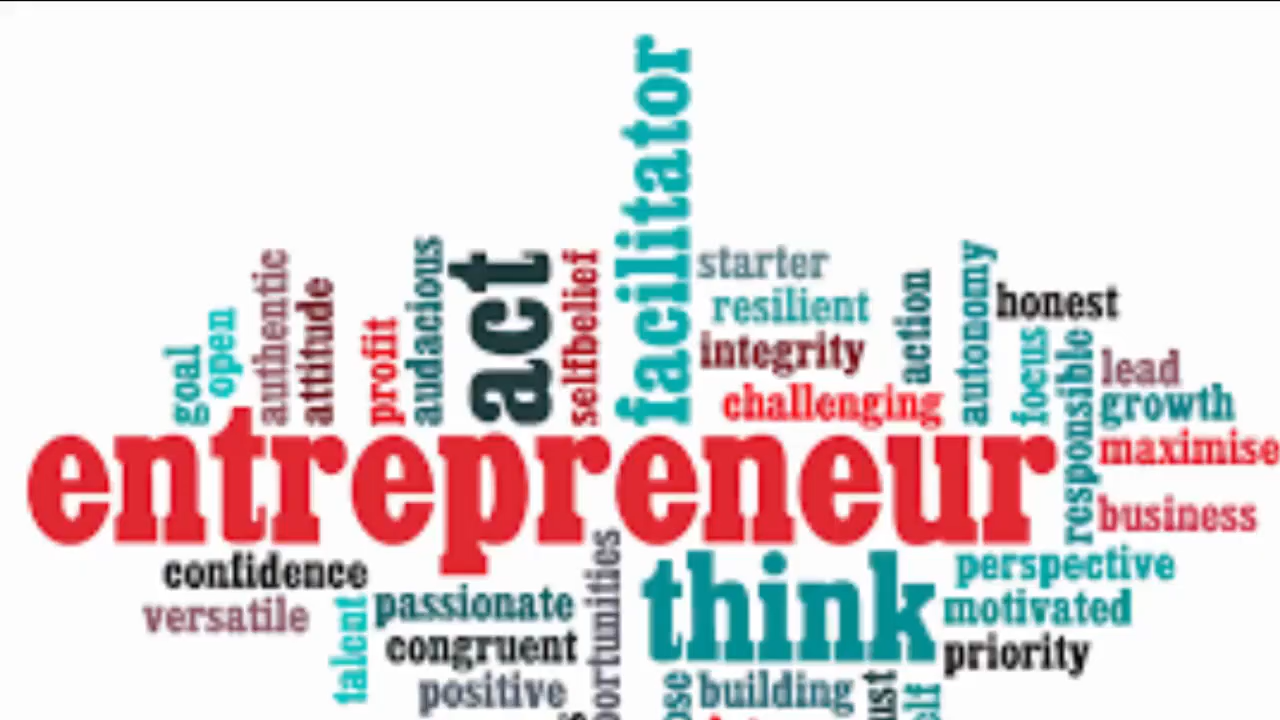 facilitator
goal
open
authentic
attitude
profit
audacious
act
selfbelief
starter
resilient
integrity
challenging
action
autonomy
honest
focus
responsible
lead
growth
maximise
business
entrepreneur
confidence
versatile
talent
passionate
congruent
positive
think
building
perspective
motivated
priority